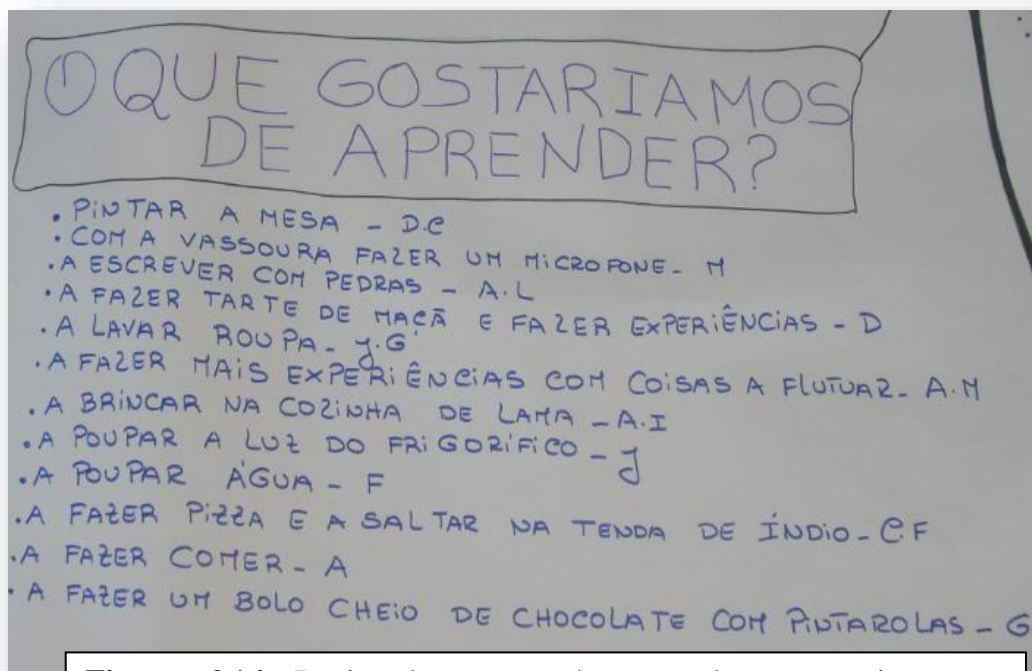 O QUE GOSTARIAMOS
DE APRENDER?
. PINTAR A MESA - D.C
. COM A VASSOURA FAZER UM MICROFONE - M
. A ESCREVER COM PEDRAS - A.L
. A FAZER TARTE DE MAÇÃ E FAZER EXPERIÊNCIAS - D
. A LAVAR ROUPA - J.G
. A FAZER MAIS EXPERIÊNCIAS COM COISAS A FLUTUAR - A.M
. A BRINCAR NA COZINHA DE LAMA - A.I
. A POUPAR A LUZ DO FRIGORÍFICO - J
. A POUPAR ÁGUA - F
. A FAZER PIZZA E A SALTAR NA TENDA DE ÍNDIO - C.F
. A FAZER COMER - A
. A FAZER UM BOLO CHEIO DE CHOCOLATE COM PINTAROLAS - G